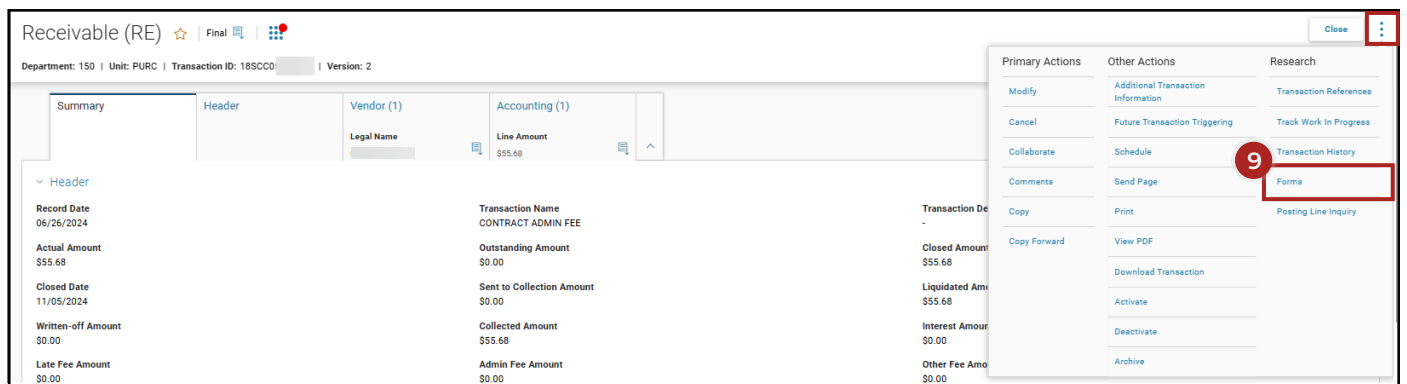 Receivable (RE) Final
Close
Department: 150 | Unit: PURC | Transaction ID: 18SCC0 | Version: 2
Summary
Header
Vendor (1)
Legal Name
Accounting (1)
Line Amount
$55.68
Primary Actions
Modify
Cancel
Collaborate
Comments
Copy
Copy Forward
Other Actions
Additional Transaction
Information
Future Transaction Triggering
Schedule
Send Page
Print
View PDF
Download Transaction
Activate
Deactivate
Archive
Research
Transaction References
Track Work In Progress
Transaction History
9
Forms
Posting Line Inquiry
Header
Record Date
06/26/2024
Transaction Name
CONTRACT ADMIN FEE
Transaction De
-
Actual Amount
$55.68
Outstanding Amount
$0.00
Closed Amount
$55.68
Closed Date
11/05/2024
Sent to Collection Amount
$0.00
Liquidated Am
$55.68
Written-off Amount
$0.00
Collected Amount
$55.68
Interest Amour
$0.00
Late Fee Amount
$0.00
Admin Fee Amount
$0.00
Other Fee Amo
$0.00